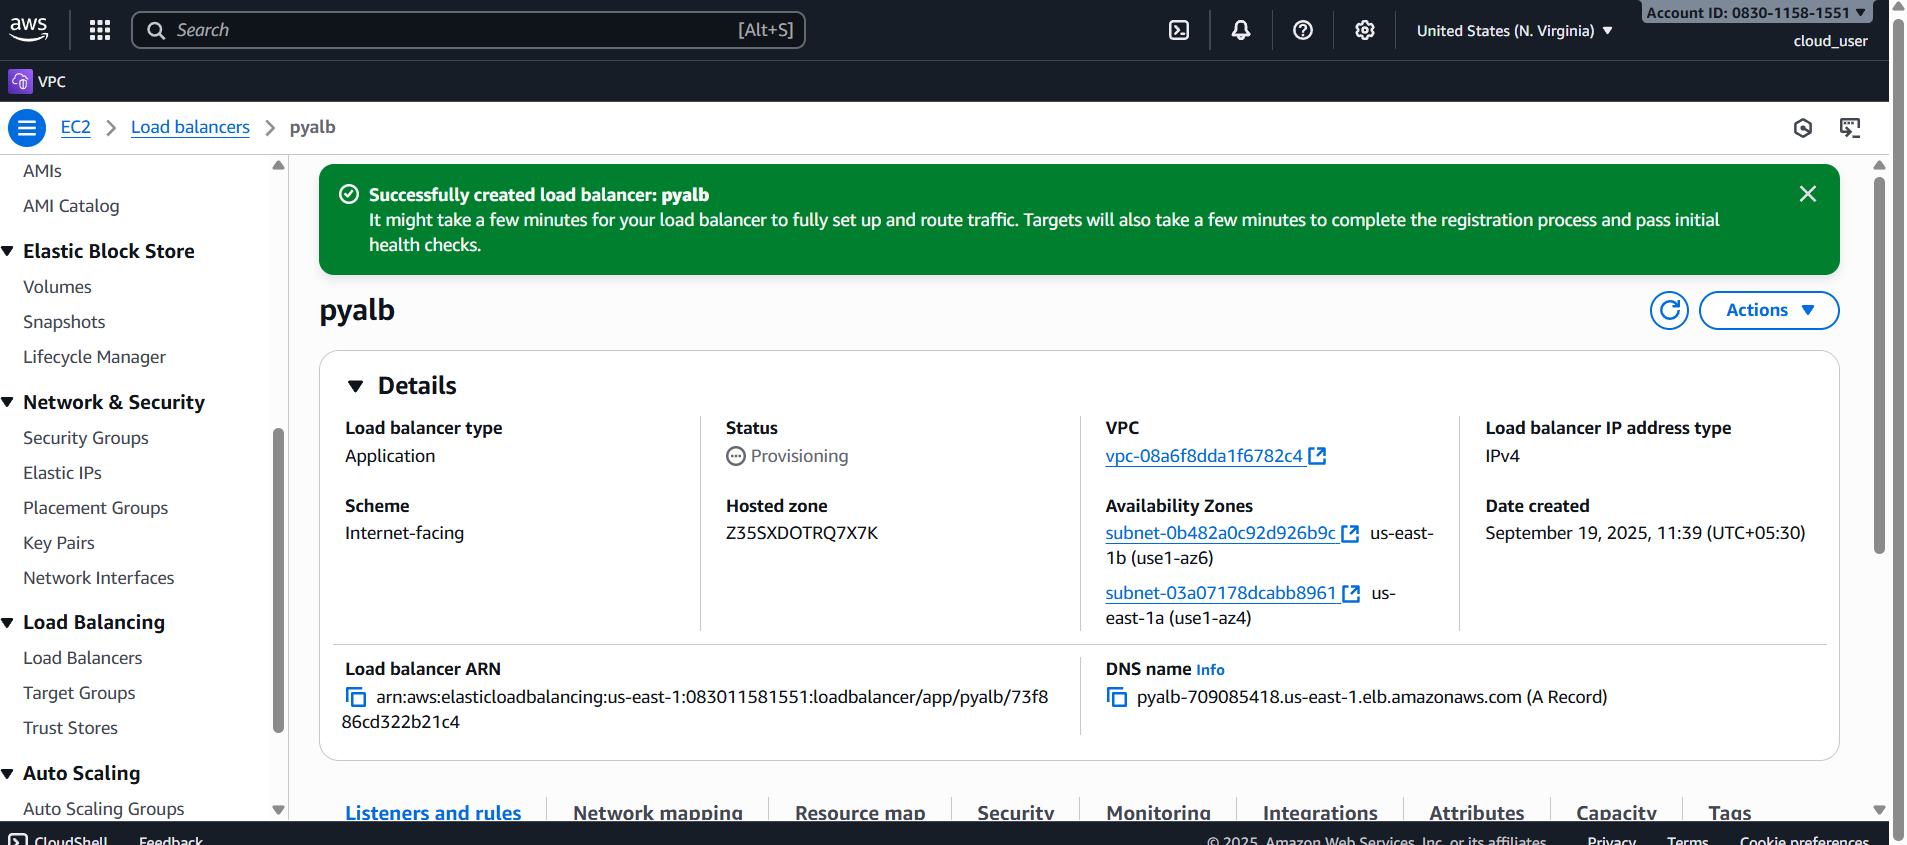 aws
Search
[Alt+S]
United States (N. Virginia)
Account ID: 0830-1158-1551
cloud_user
VPC
EC2
Load balancers
pyalb
AMIs
AMI Catalog
Elastic Block Store
Volumes
Snapshots
Lifecycle Manager
Network & Security
Security Groups
Elastic IPs
Placement Groups
Key Pairs
Network Interfaces
Load Balancing
Load Balancers
Target Groups
Trust Stores
Auto Scaling
Auto Scaling Groups
Successfully created load balancer: pyalb
It might take a few minutes for your load balancer to fully set up and route traffic. Targets will also take a few minutes to complete the registration process and pass initial
health checks.
pyalb
Actions
Details
Load balancer type
Application
Status
Provisioning
VPC
vpc-08a6f8dda1f6782c4
Load balancer IP address type
IPv4
Scheme
Internet-facing
Hosted zone
Z35SXDOTRQ7X7K
Availability Zones
subnet-0b482a0c92d926b9c us-east-
1b (use1-az6)
subnet-03a07178dcabb8961 us-
east-1a (use1-az4)
Date created
September 19, 2025, 11:39 (UTC+05:30)
Load balancer ARN
arn:aws:elasticloadbalancing:us-east-1:083011581551:loadbalancer/app/pyalb/73f8
86cd322b21c4
DNS name Info
pyalb-709085418.us-east-1.elb.amazonaws.com (A Record)
Listeners and rules
Network mapping
Resource map
Security
Monitoring
Integrations
Attributes
Capacity
Tags
CloudShell
Feedback
© 2025, Amazon Web Services, Inc. or its affiliates.
Privacy
Terms
Cookie preferences